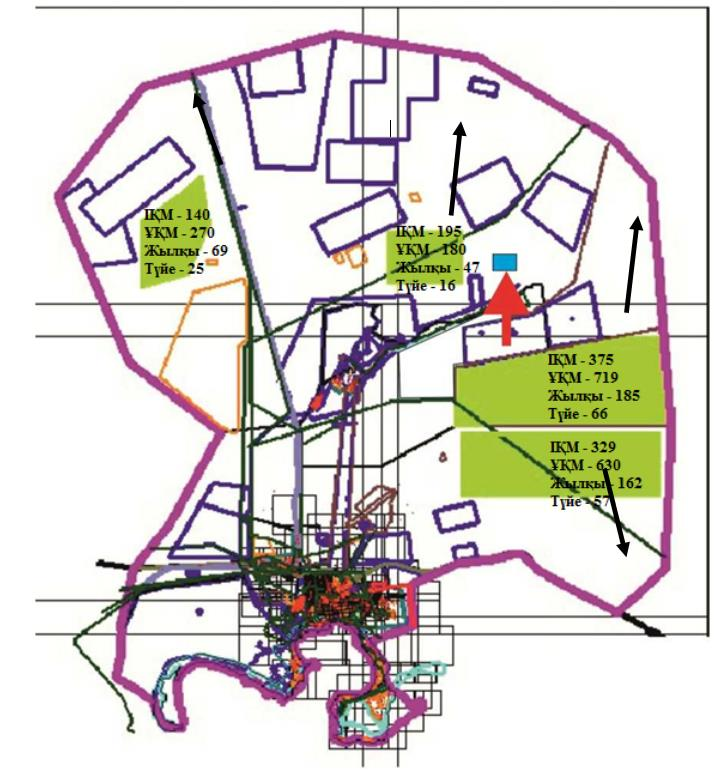 ІҚМ - 140
ҰҚМ - 270
Жылқы - 69
Түйе - 25
ІҚМ - 195
ҰҚМ - 180
Жылқы - 47
Түйе - 16
ІҚМ - 375
ҰҚМ - 719
Жылқы - 185
Түйе - 66
ІҚМ - 329
ҰҚМ - 630
Жылқы - 162
Түйе - 57